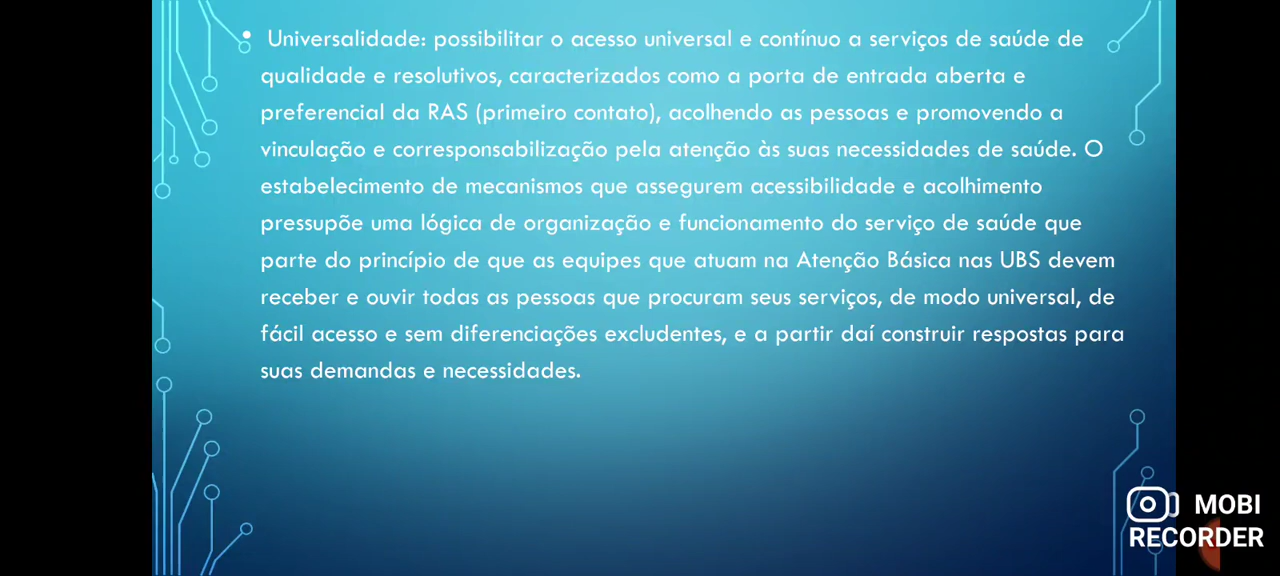 • Universalidade: possibilitar o acesso universal e contínuo a serviços de saúde de
qualidade e resolutivos, caracterizados como a porta de entrada aberta e
preferencial da RAS (primeiro contato), acolhendo as pessoas e promovendo a
vinculação e corresponsabilização pela atenção às suas necessidades de saúde. O
estabelecimento de mecanismos que assegurem acessibilidade e acolhimento
pressupõe uma lógica de organização e funcionamento do serviço de saúde que
parte do princípio de que as equipes que atuam na Atenção Básica nas UBS devem
receber e ouvir todas as pessoas que procuram seus serviços, de modo universal, de
fácil acesso e sem diferenciações excludentes, e a partir daí construir respostas para
suas demandas e necessidades.
MOBI
RECORDER